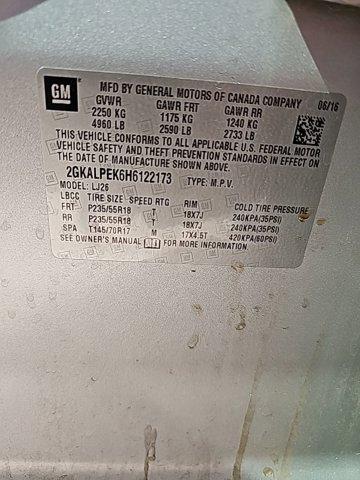 GM
MFD BY GENERAL MOTORS OF CANADA COMPANY 06/16
GVWR GAWR FRT GAWR RR
2250 KG 1175 KG 1240 KG
4960 LB 2590 LB 2733 LB
THIS VEHICLE CONFORMS TO ALL APPLICABLE U.S. FEDERAL MOTOR
VEHICLE SAFETY AND THEFT PREVENTION STANDARDS IN EFFECT ON
THE DATE OF MANUFACTURE SHOWN ABOVE.
2GKALPEK6H6122173 TYPE: M.P.V.
MODEL: LJ26
LBCC TIRE SIZE SPEED RTG RIM COLD TIRE PRESSURE
FRT P235/55R18 T 18X7J 240KPA(35PSI)
RR P235/55R18 T 18X7J 240KPA(35PSI)
SPA T145/70R17 M 17X4.5T 420KPA(60PSI)
SEE OWNER'S MANUAL FOR MORE INFORMATION.